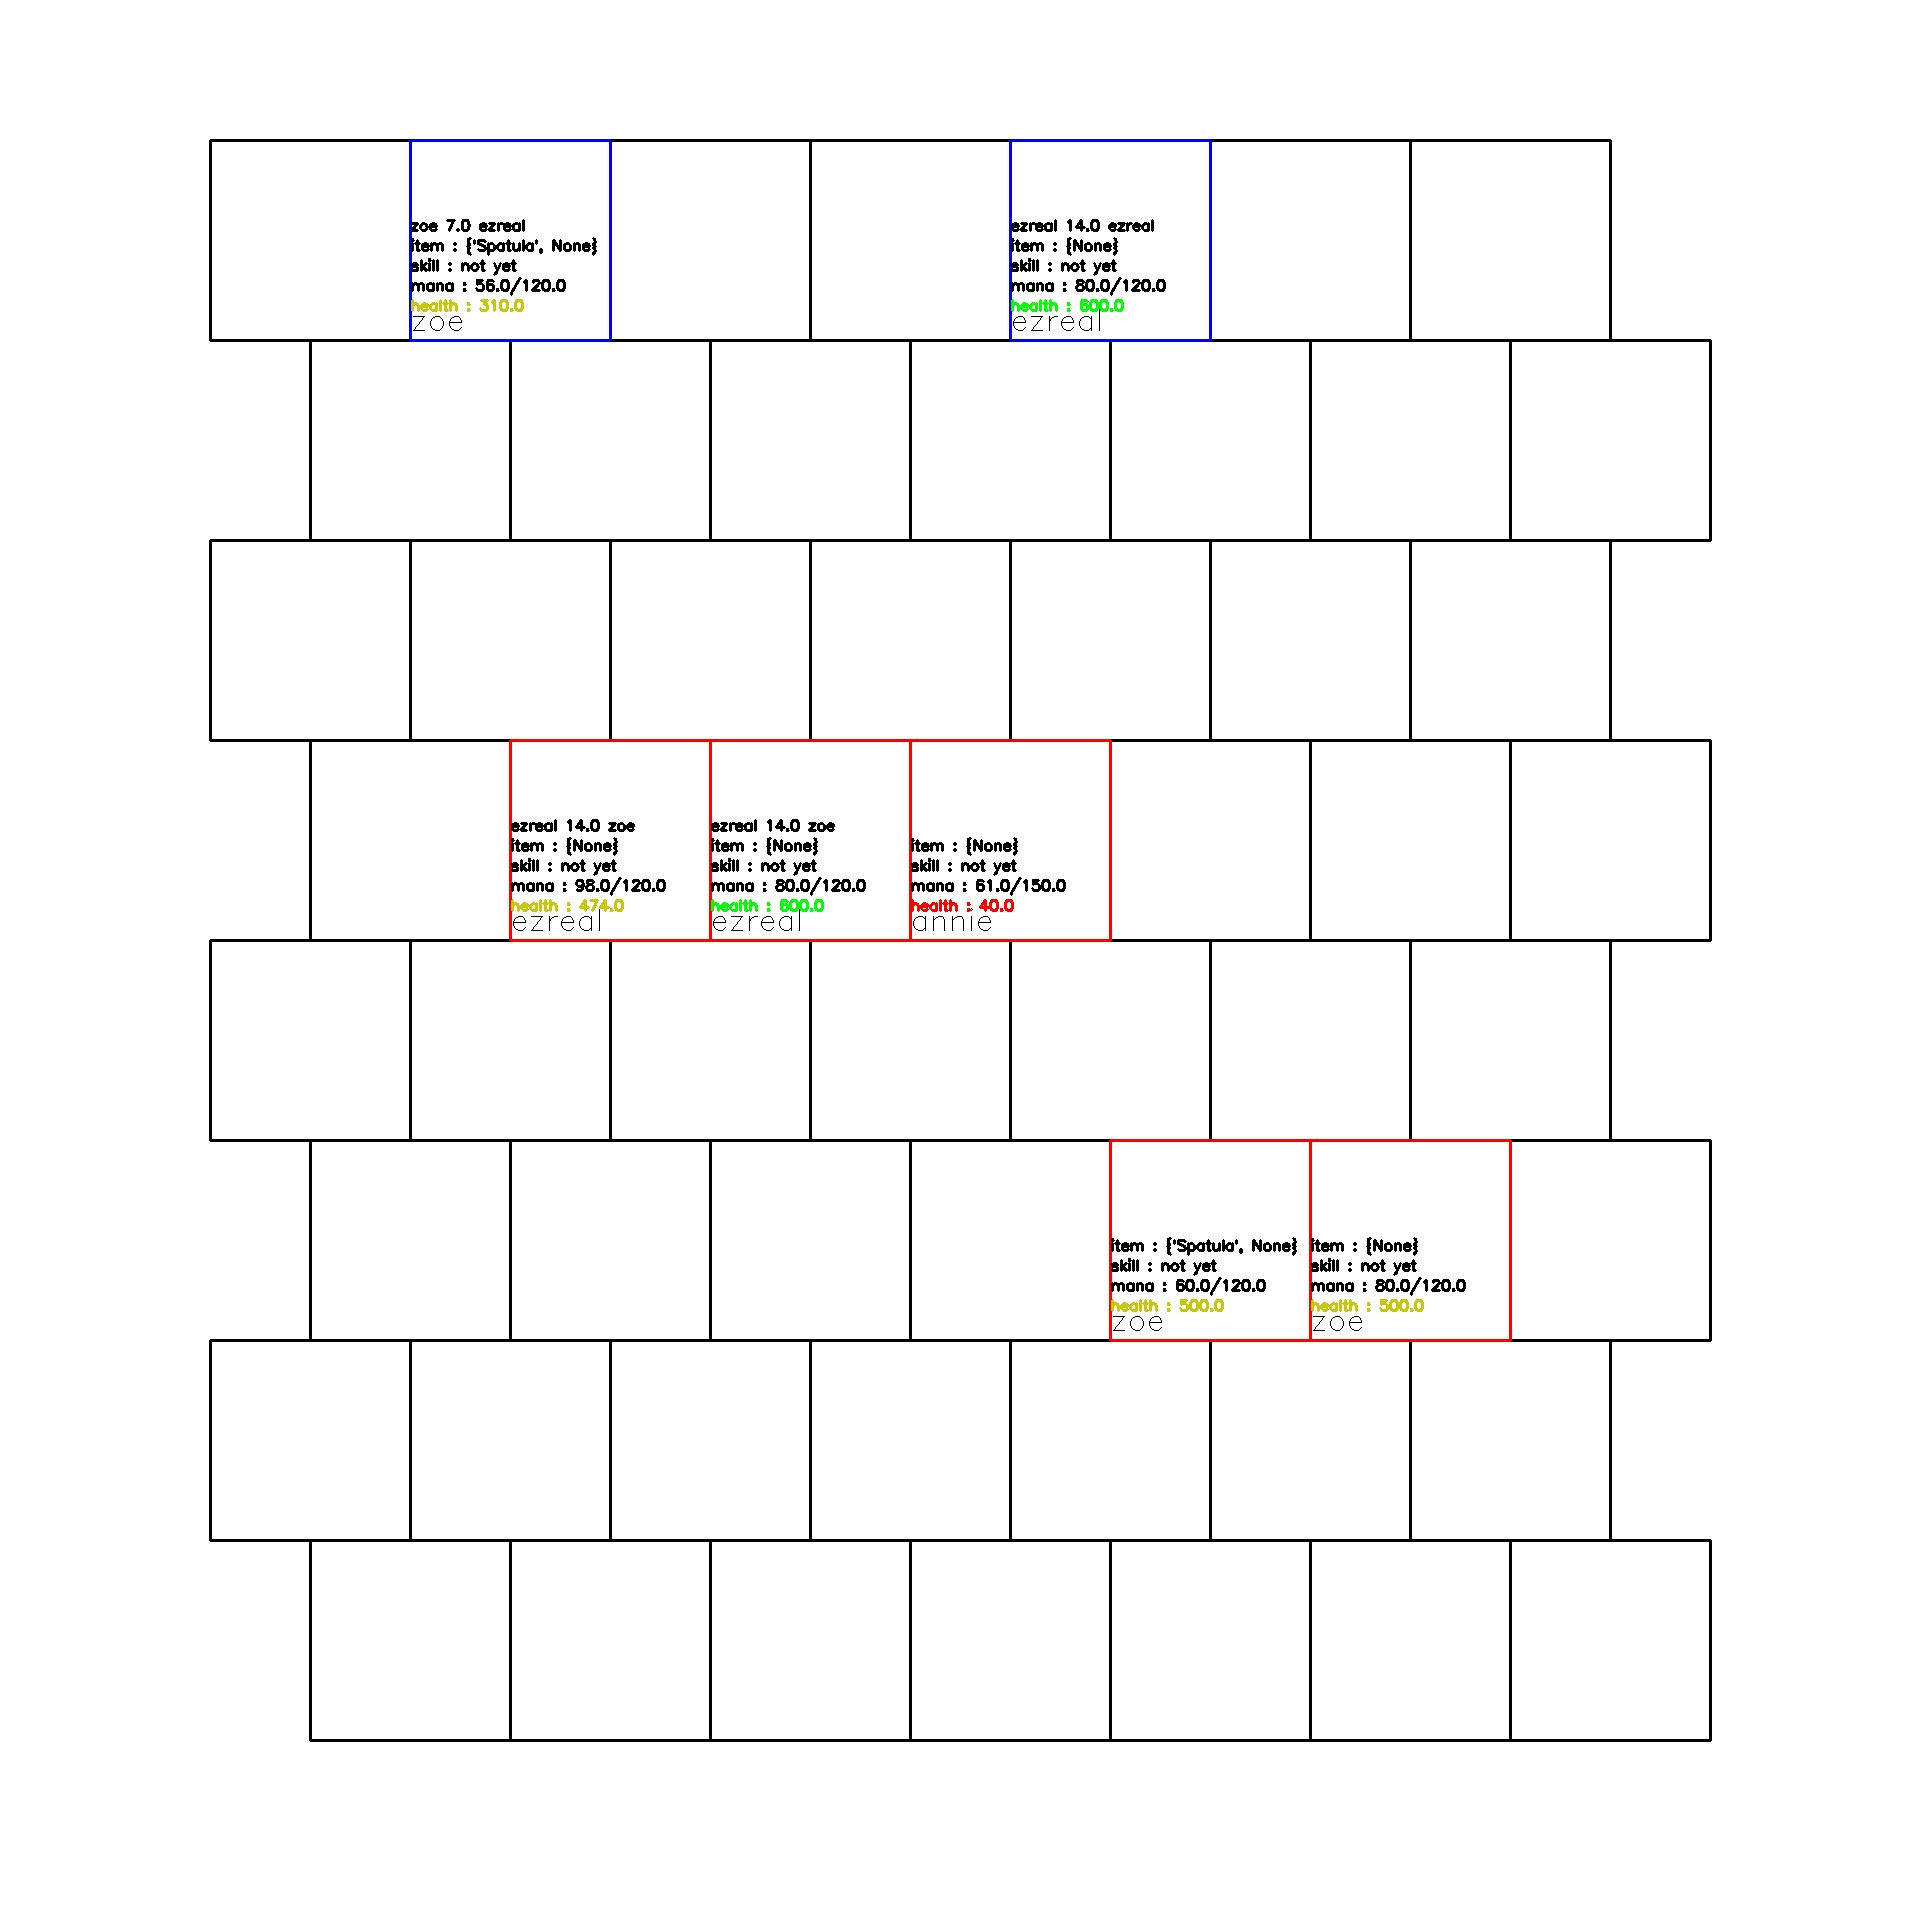 zoe 7.0 ezreal
item : {'Spatula', None}
skill : not yet
mana : 56.0/120.0
health : 310.0
zoe
ezreal 14.0 ezreal
item : {None}
skill : not yet
mana : 80.0/120.0
health : 600.0
ezreal
ezreal 14.0 zoe
item : {None}
skill : not yet
mana : 98.0/120.0
health : 474.0
ezreal
ezreal 14.0 zoe
item : {None}
skill : not yet
mana : 80.0/120.0
health : 600.0
ezreal
item : {None}
skill : not yet
mana : 61.0/150.0
health : 40.0
annie
item : {'Spatula', None}
skill : not yet
mana : 60.0/120.0
health : 500.0
zoe
item : {None}
skill : not yet
mana : 80.0/120.0
health : 500.0
zoe